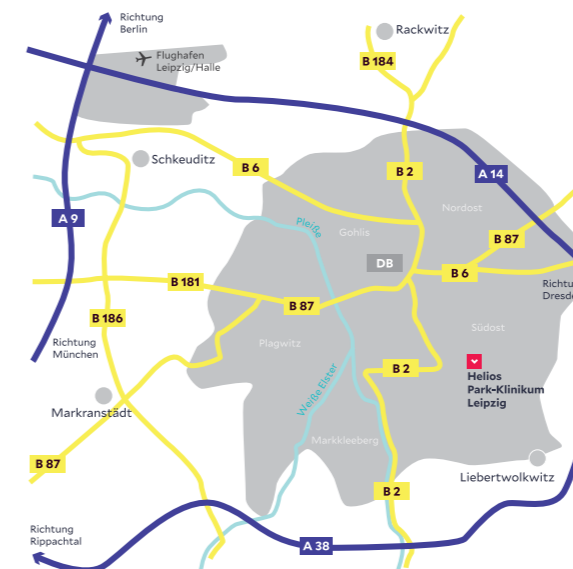 Richtung
Berlin
Rackwitz
Flughafen
Leipzig/Halle
B 184
Schkeuditz
B 6
B 2
A 14
A 9
Nordost
Pleiße
Gohlis
B 87
DB
B 6
B 181
Richtu
Dresde
B 87
B 186
Südost
Richtung
München
Plagwitz
B 2
Helios
Park-Klinikum
Leipzig
Weiße Elster
Markranstädt
Markkleeberg
B 87
Liebertwolkwitz
B 2
Richtung
Rippachtal
A 38